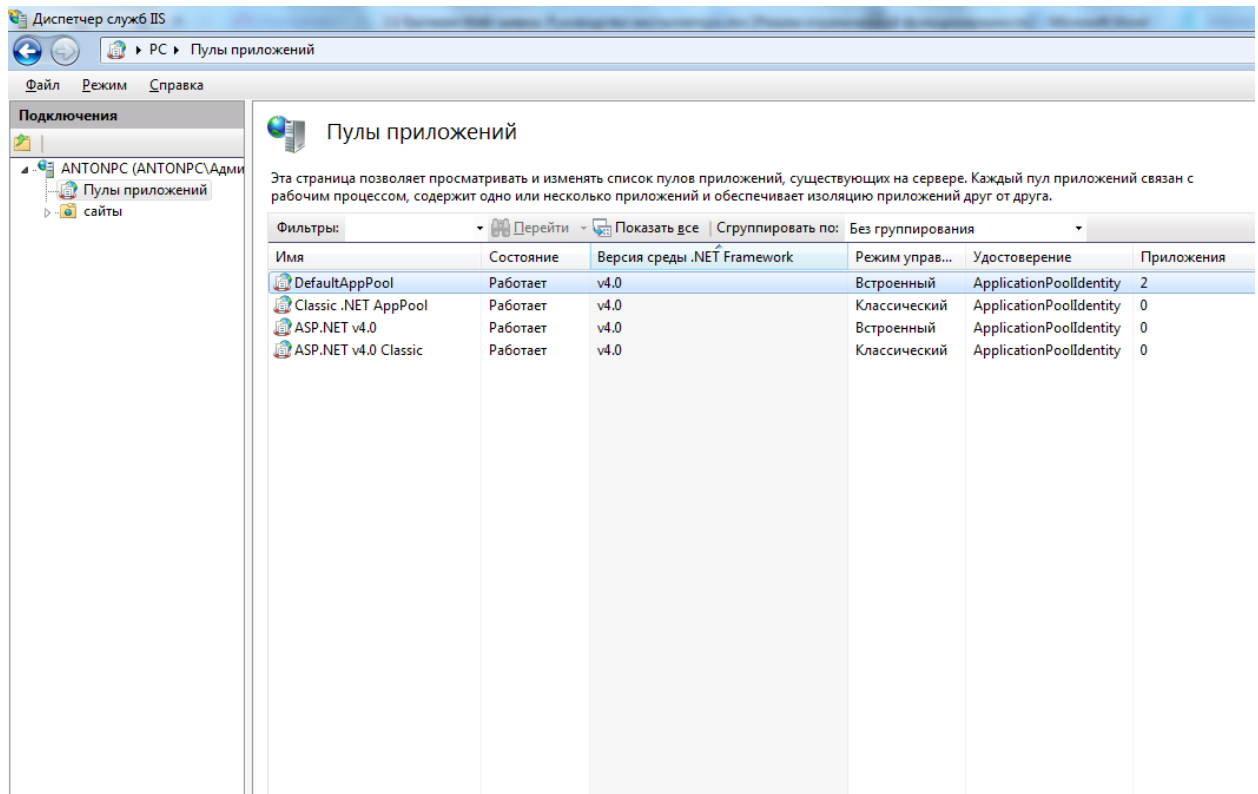 Диспетчер служб IIS
PC Пулы приложений
Файл Режим Справка
Подключения
ANTONPC (ANTONPC\Адми
Пулы приложений
сайты
Пулы приложений
Эта страница позволяет просматривать и изменять список пулов приложений, существующих на сервере. Каждый пул приложений связан с
рабочим процессом, содержит одно или несколько приложений и обеспечивает изоляцию приложений друг от друга.
Фильтры: Перейти Показать все Сгруппировать по: Без группирования
Имя Состояние Версия среды .NET Framework Режим управ... Удостоверение Приложения
DefaultAppPool Работает v4.0 Встроенный ApplicationPoolIdentity 2
Classic .NET AppPool Работает v4.0 Классический ApplicationPoolIdentity 0
ASP.NET v4.0 Работает v4.0 Встроенный ApplicationPoolIdentity 0
ASP.NET v4.0 Classic Работает v4.0 Классический ApplicationPoolIdentity 0